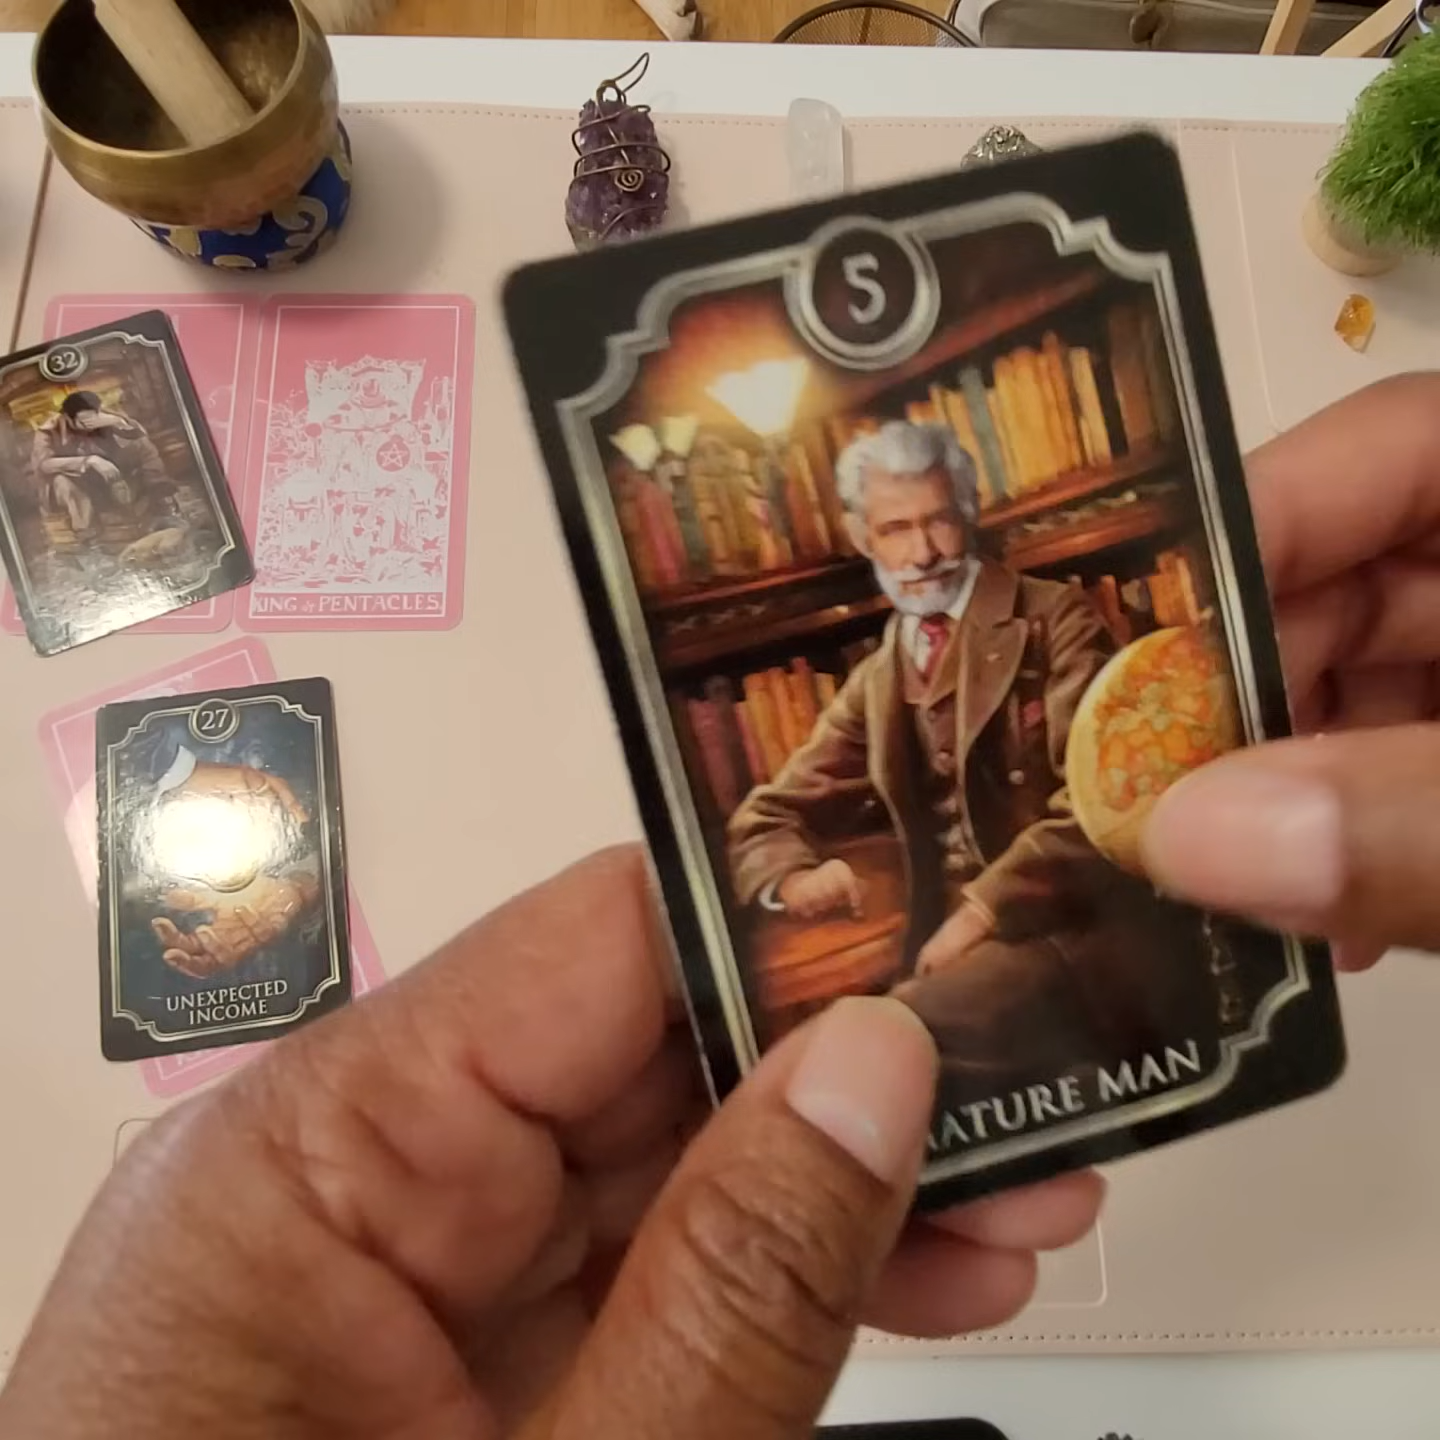 5
32
KING of PENTACLES
27
UNEXPECTED
INCOME
MATURE MAN